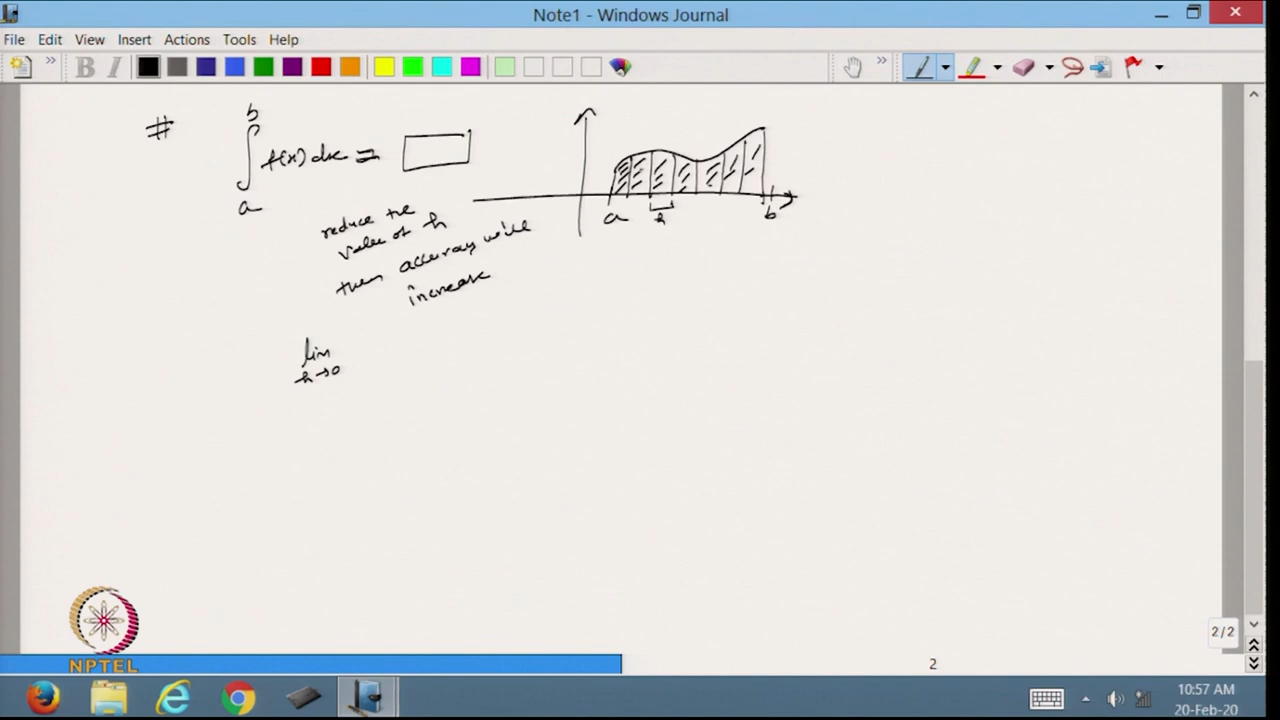 Note1 - Windows Journal
File Edit View Insert Actions Tools Help
B I
# ∫ₐᵇ f(x) dx =
a h b
reduce the
value of h
then accuracy will
increase
lim
h→0
2/2
NPTEL
2
10:57 AM
20-Feb-20